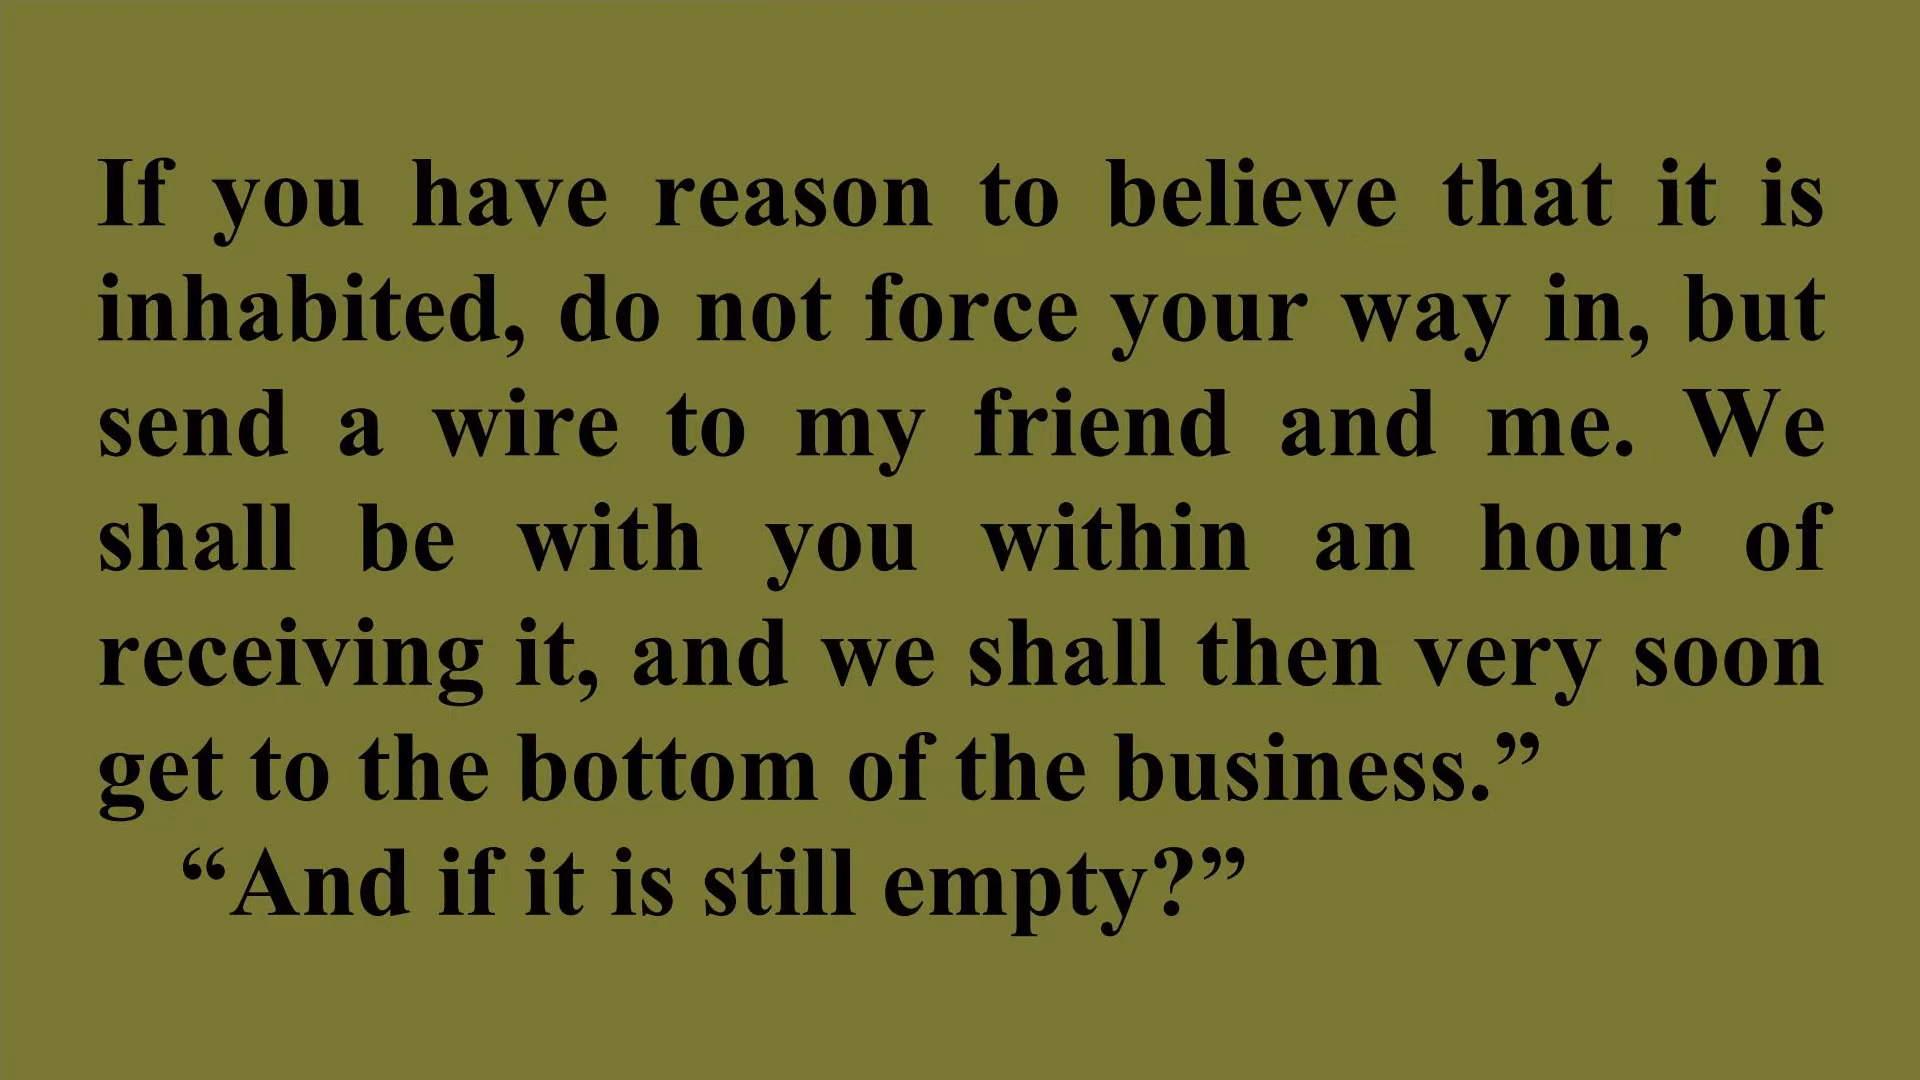 If you have reason to believe that it is
inhabited, do not force your way in, but
send a wire to my friend and me. We
shall be with you within an hour of
receiving it, and we shall then very soon
get to the bottom of the business.”
“And if it is still empty?”